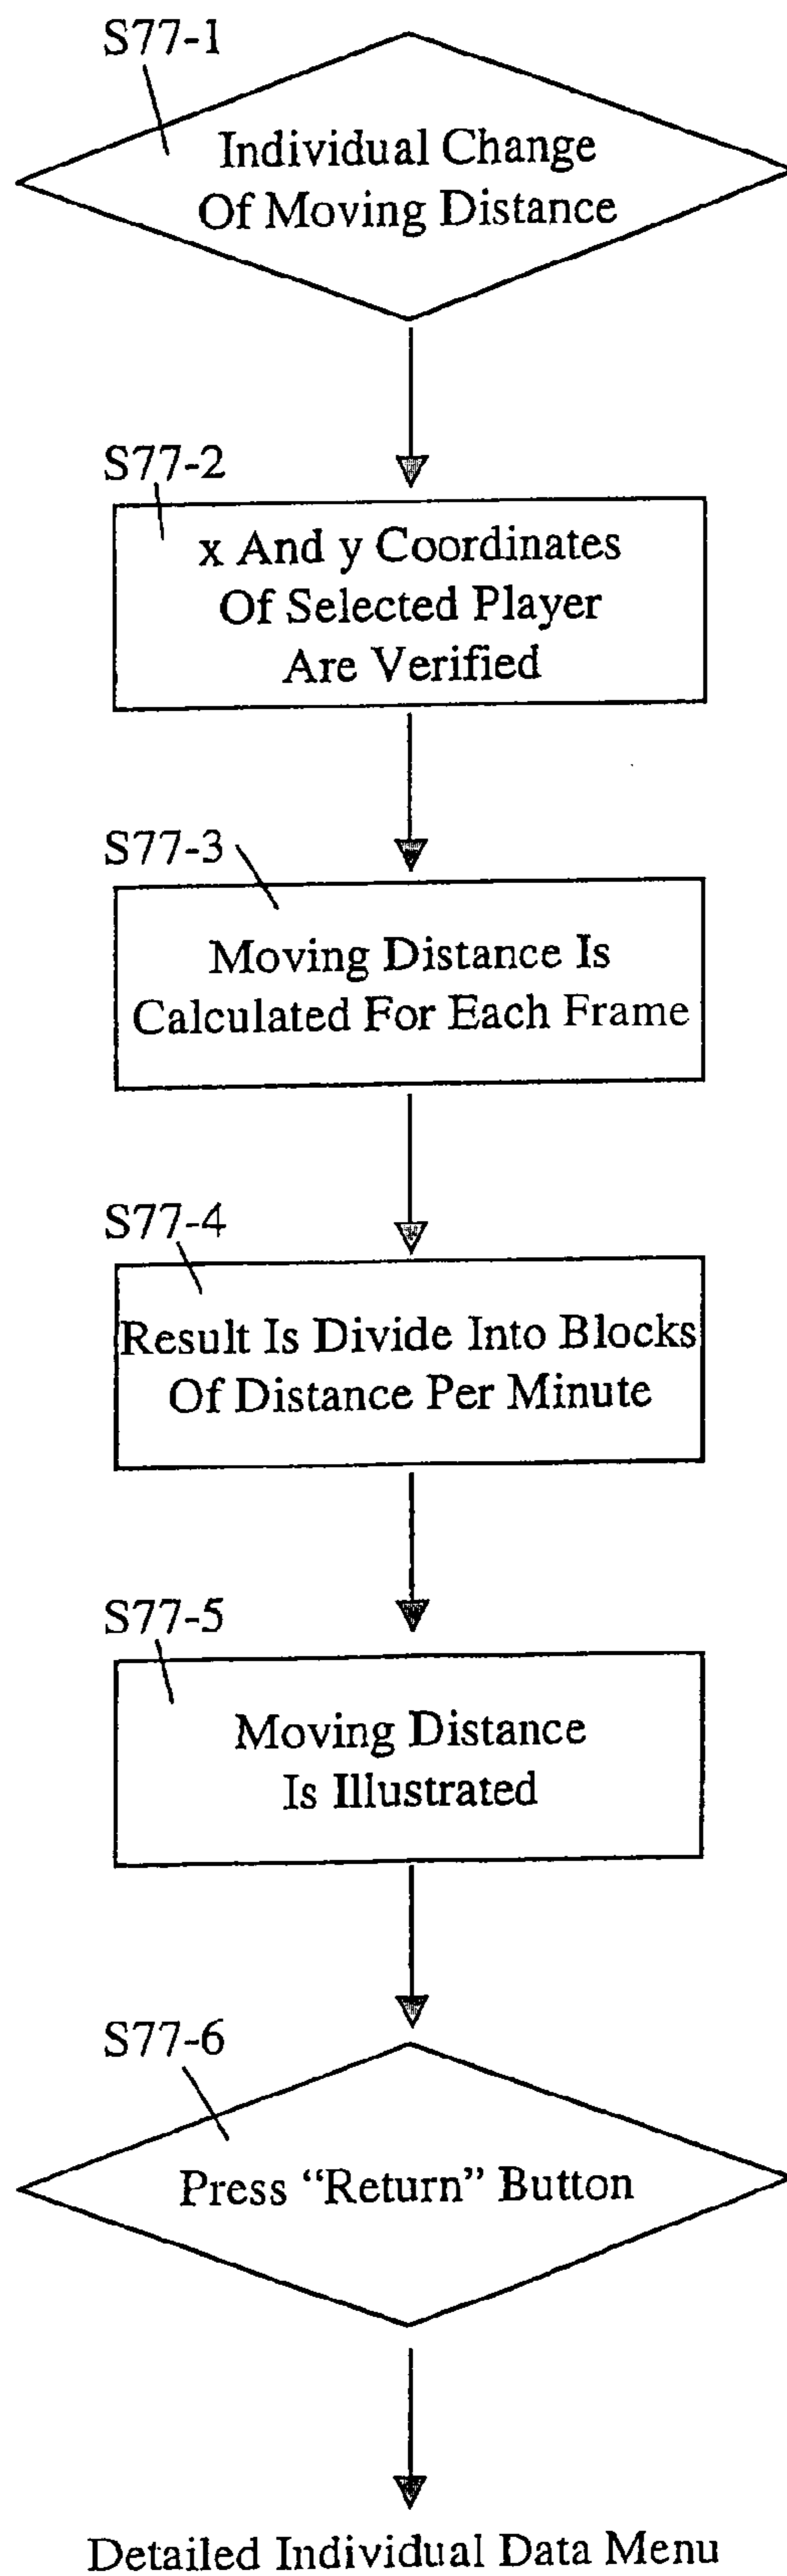 S77-1
Individual Change
Of Moving Distance
S77-2
x And y Coordinates
Of Selected Player
Are Verified
S77-3
Moving Distance Is
Calculated For Each Frame
S77-4
Result Is Divide Into Blocks
Of Distance Per Minute
S77-5
Moving Distance
Is Illustrated
S77-6
Press “Return” Button
Detailed Individual Data Menu